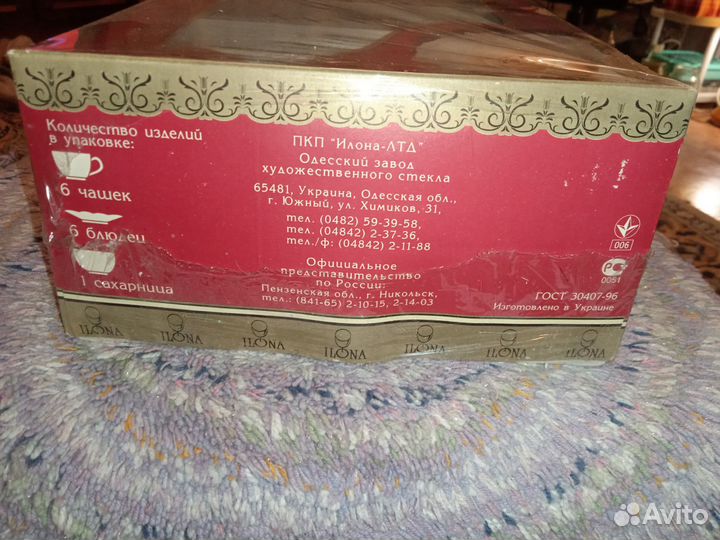 Количество изделий
в упаковке:
6 чашек
6 блюдец
1 сахарница
ПКП "Илона-ЛТД"
Одесский завод
художественного стекла
65481, Украина, Одесская обл.,
г. Южный, ул. Химиков, 31,
тел. (0482) 59-39-58,
тел. (04842) 2-37-36,
тел./ф: (04842) 2-11-88
Официальное
представительство
по России:
Пензенская обл., г. Никольск,
тел.: (841-65) 2-10-15, 2-14-03
006
РС
0051
ГОСТ 30407-96
Изготовлено в Украине
ILONA ILONA ILONA ILONA ILONA ILONA ILONA
Avito